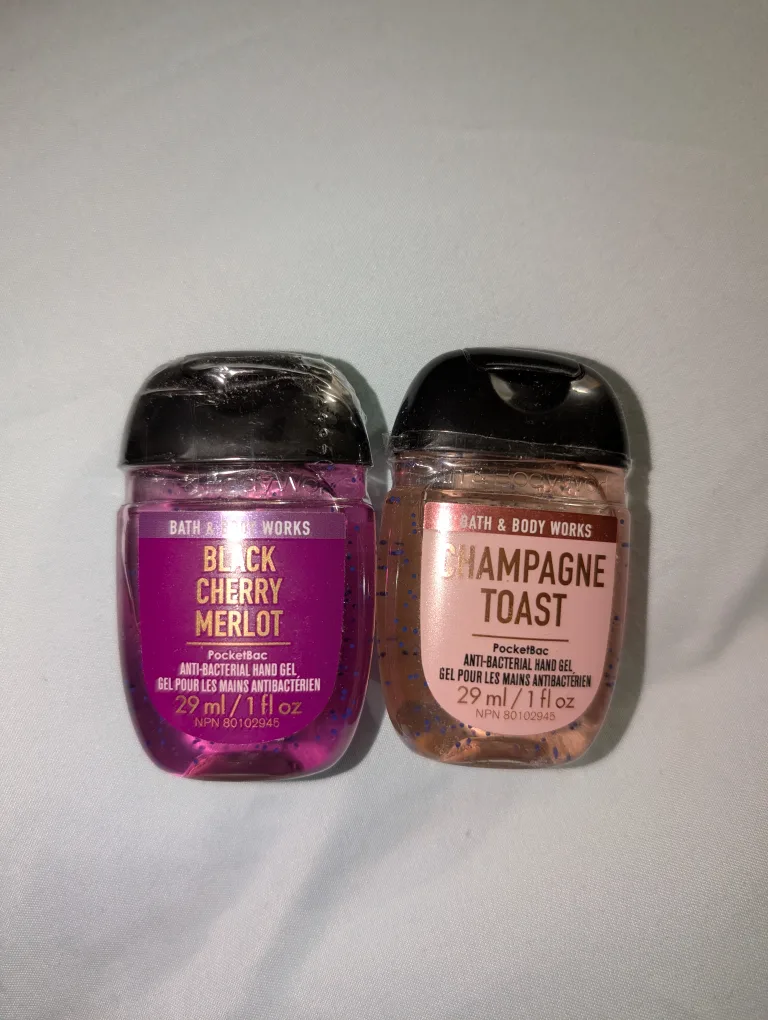 BATH & BODY WORKS
BLACK
CHERRY
MERLOT
PocketBac
ANTI-BACTERIAL HAND GEL
GEL POUR LES MAINS ANTIBACTÉRIEN
29 ml / 1 fl oz
NPN 80102945
BATH & BODY WORKS
CHAMPAGNE
TOAST
PocketBac
ANTI-BACTERIAL HAND GEL
GEL POUR LES MAINS ANTIBACTÉRIEN
29 ml / 1 fl oz
NPN 80102945